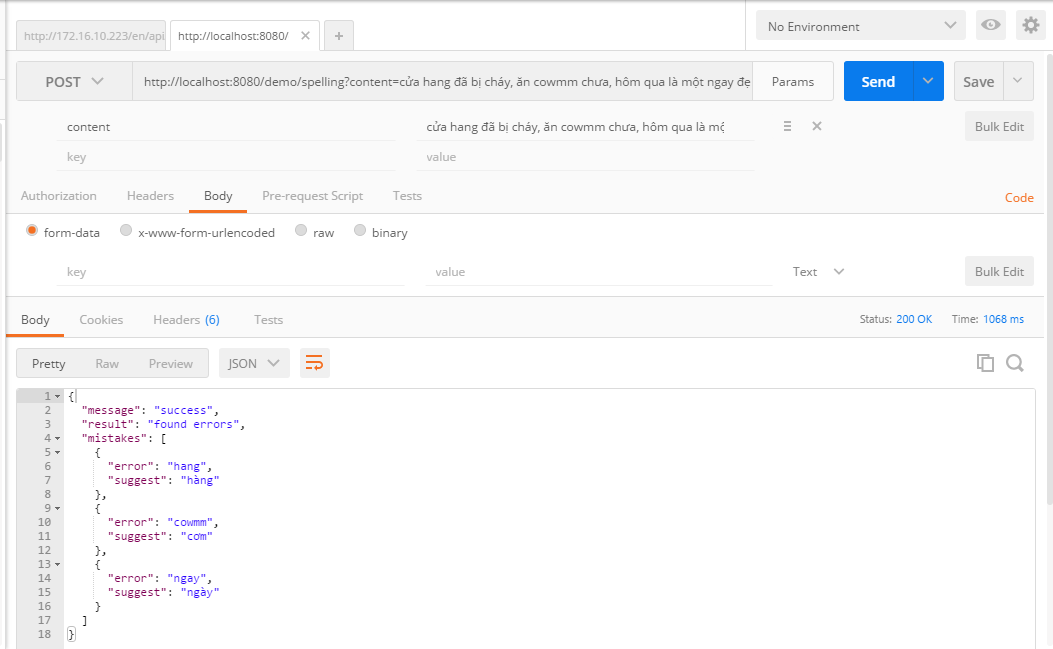 http://172.16.10.223/en/api http://localhost:8080/ No Environment
POST http://localhost:8080/demo/spelling?content=cửa hang đã bị cháy, ăn cowmm chưa, hôm qua là một ngay đẹ Params Send Save
content cửa hang đã bị cháy, ăn cowmm chưa, hôm qua là mộ Bulk Edit
key value
Authorization Headers Body Pre-request Script Tests Code
form-data x-www-form-urlencoded raw binary
key value Text Bulk Edit
Body Cookies Headers (6) Tests Status: 200 OK Time: 1068 ms
Pretty Raw Preview JSON
1 {
2 "message": "success",
3 "result": "found errors",
4 "mistakes": [
5 {
6 "error": "hang",
7 "suggest": "hàng"
8 },
9 {
10 "error": "cowmm",
11 "suggest": "cơm"
12 },
13 {
14 "error": "ngay",
15 "suggest": "ngày"
16 }
17 ]
18 }